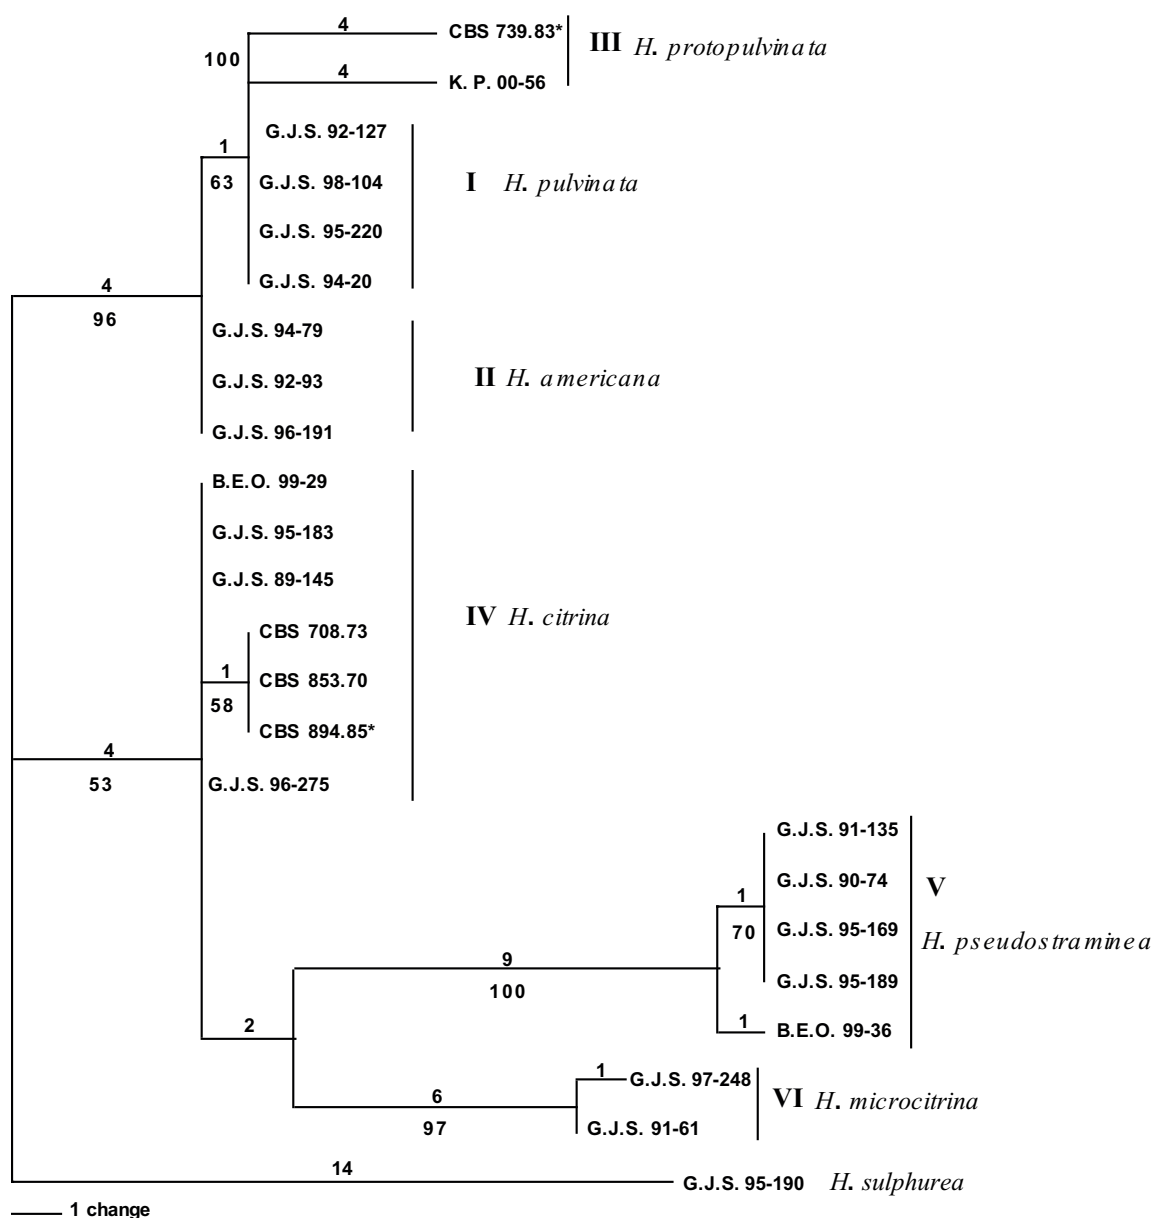 4
CBS 739.83*
III H. protopulvinata
100
4
K. P. 00-56
G.J.S. 92-127
1
63
G.J.S. 98-104
I H. pulvinata
G.J.S. 95-220
G.J.S. 94-20
4
96
G.J.S. 94-79
G.J.S. 92-93
II H. americana
G.J.S. 96-191
B.E.O. 99-29
G.J.S. 95-183
G.J.S. 89-145
IV H. citrina
CBS 708.73
1
58
CBS 853.70
CBS 894.85*
4
53
G.J.S. 96-275
G.J.S. 91-135
G.J.S. 90-74
V
1
70
G.J.S. 95-169
H. pseudostraminea
9
100
G.J.S. 95-189
2
1
B.E.O. 99-36
1
G.J.S. 97-248
VI H. microcitrina
6
97
G.J.S. 91-61
14
G.J.S. 95-190 H. sulphurea
1 change